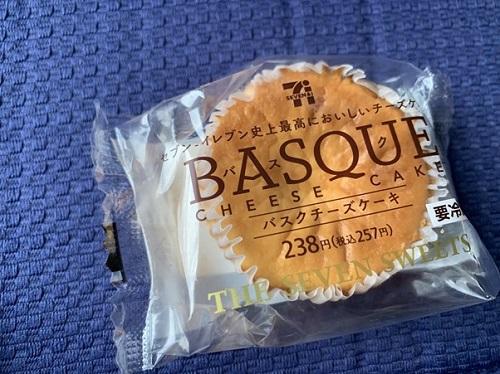 7i
SEVEN&i
セブン-イレブン史上最高においしいチーズケ
BASQUE
バスク
CHEESE CAKE
バスクチーズケーキ
238円(税込257円)
要冷
THE SEVEN SWEETS